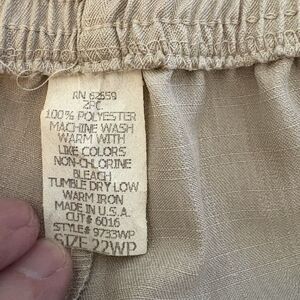 RN 62559
2PC
100% POLYESTER
MACHINE WASH
WARM WITH
LIKE COLORS
NON-CHLORINE
BLEACH
TUMBLE DRY LOW
WARM IRON
MADE IN U.S.A.
CUT# 6016
STYLE# 9733WP
SIZE 22WP